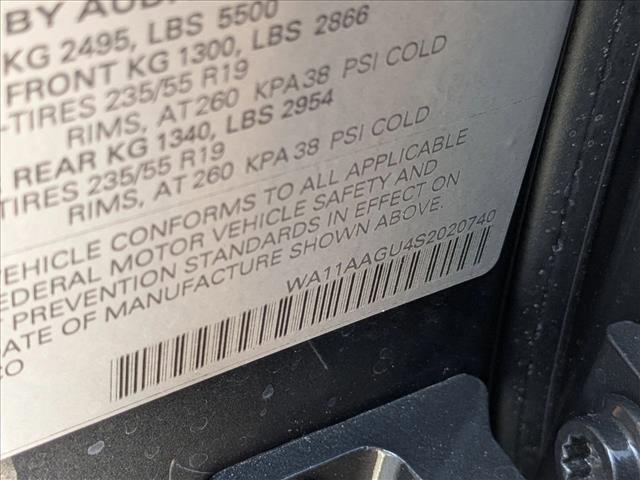 BY AUDI
KG 2495, LBS 5500
FRONT KG 1300, LBS 2866
-TIRES 235/55 R19
RIMS, AT 260 KPA 38 PSI COLD
REAR KG 1340, LBS 2954
TIRES 235/55 R19
RIMS, AT 260 KPA 38 PSI COLD
VEHICLE CONFORMS TO ALL APPLICABLE
FEDERAL MOTOR VEHICLE SAFETY AND
PREVENTION STANDARDS IN EFFECT ON
ATE OF MANUFACTURE SHOWN ABOVE.
WA11AAGU4S2020740
CO